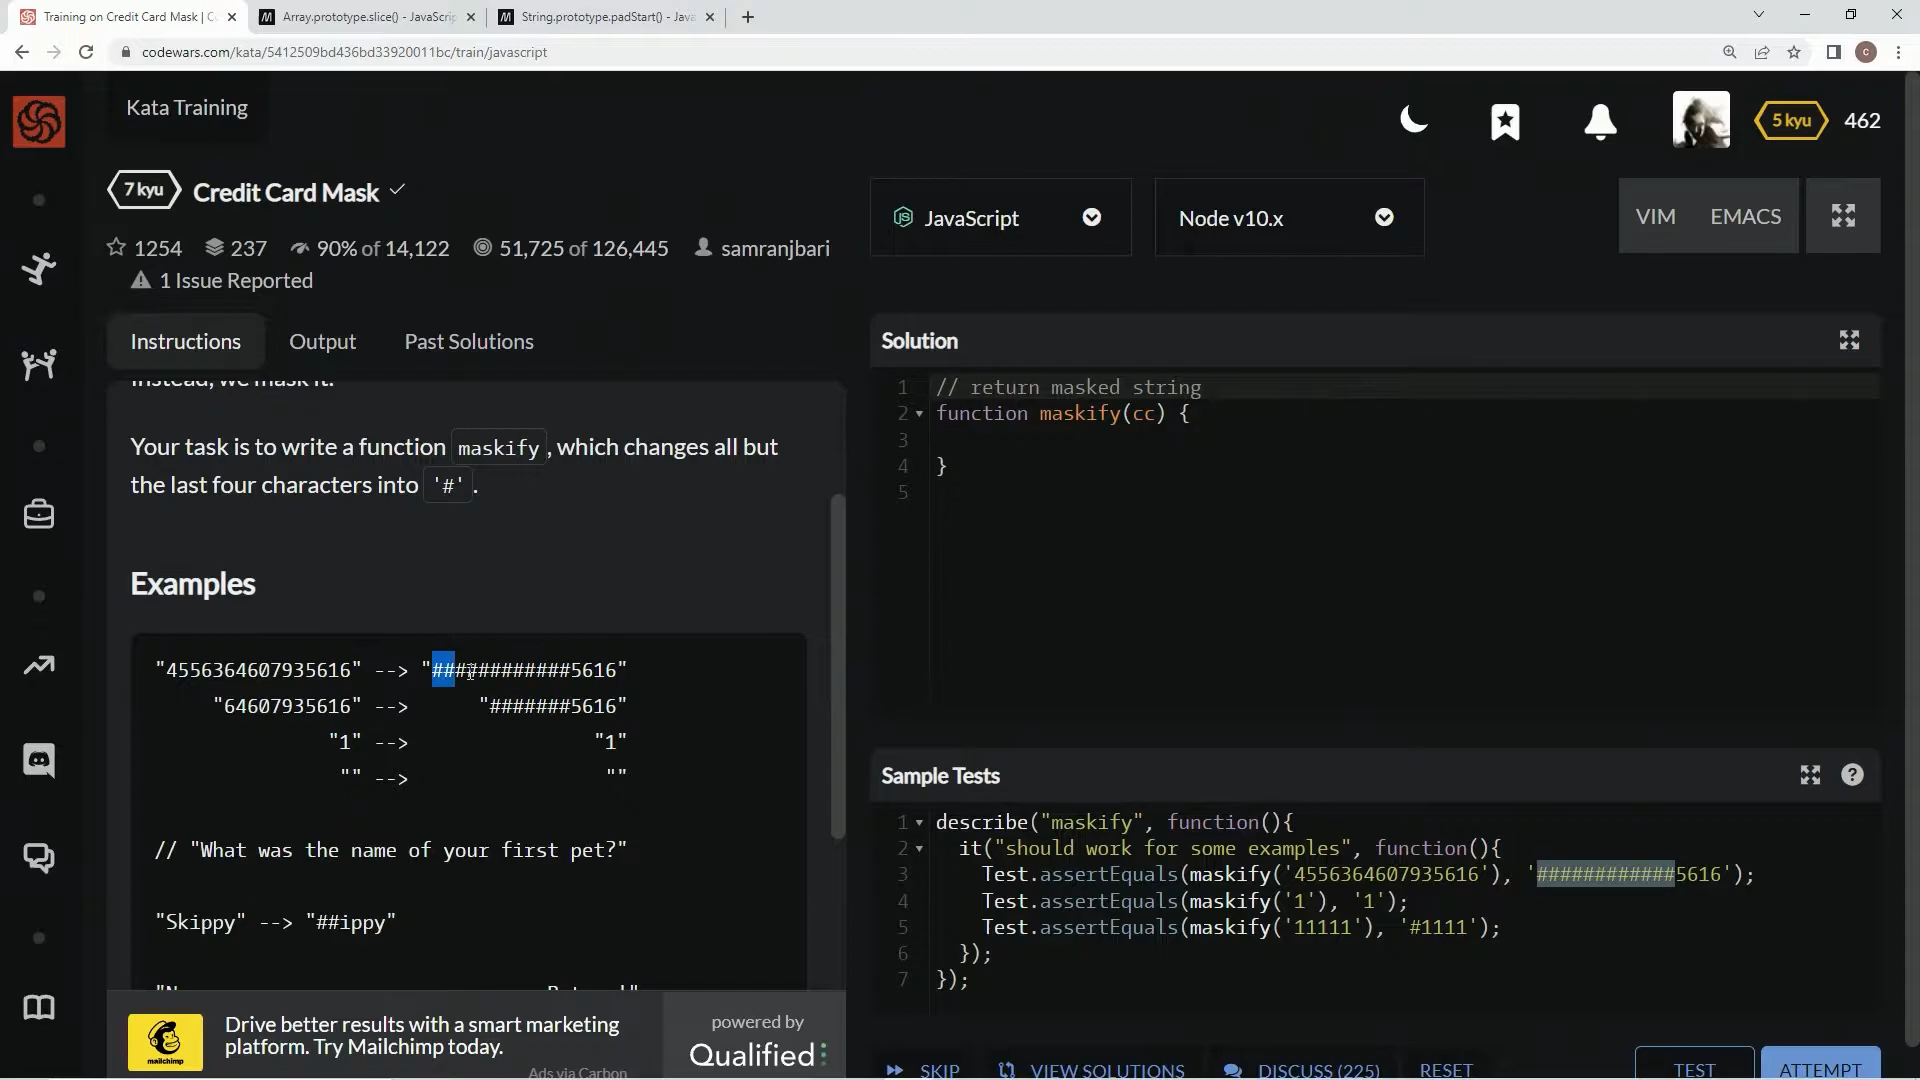 Training on Credit Card Mask | C
Array.prototype.slice() - JavaScrip
String.prototype.padStart() - Java
codewars.com/kata/5412509bd436bd33920011bc/train/javascript
C
Kata Training
5 kyu
462
7 kyu
Credit Card Mask
1254
237
90% of 14,122
51,725 of 126,445
samranjbari
1 Issue Reported
JavaScript
Node v10.x
VIM
EMACS
Instructions
Output
Past Solutions
instead, we mask it.
Your task is to write a function maskify, which changes all but
the last four characters into '#'.
Examples
"4556364607935616" --> "############5616"
"64607935616" --> "#######5616"
"1" --> "1"
"" --> ""
// "What was the name of your first pet?"
"Skippy" --> "##ippy"
Drive better results with a smart marketing
platform. Try Mailchimp today.
mailchimp
Ads via Carbon
powered by
Qualified
Solution
1 // return masked string
2 function maskify(cc) {
3
4 }
5
Sample Tests
1 describe("maskify", function(){
2 it("should work for some examples", function(){
3 Test.assertEquals(maskify('4556364607935616'), '############5616');
4 Test.assertEquals(maskify('1'), '1');
5 Test.assertEquals(maskify('11111'), '#1111');
6 });
7 });
SKIP
VIEW SOLUTIONS
DISCUSS (225)
RESET
TEST
ATTEMPT